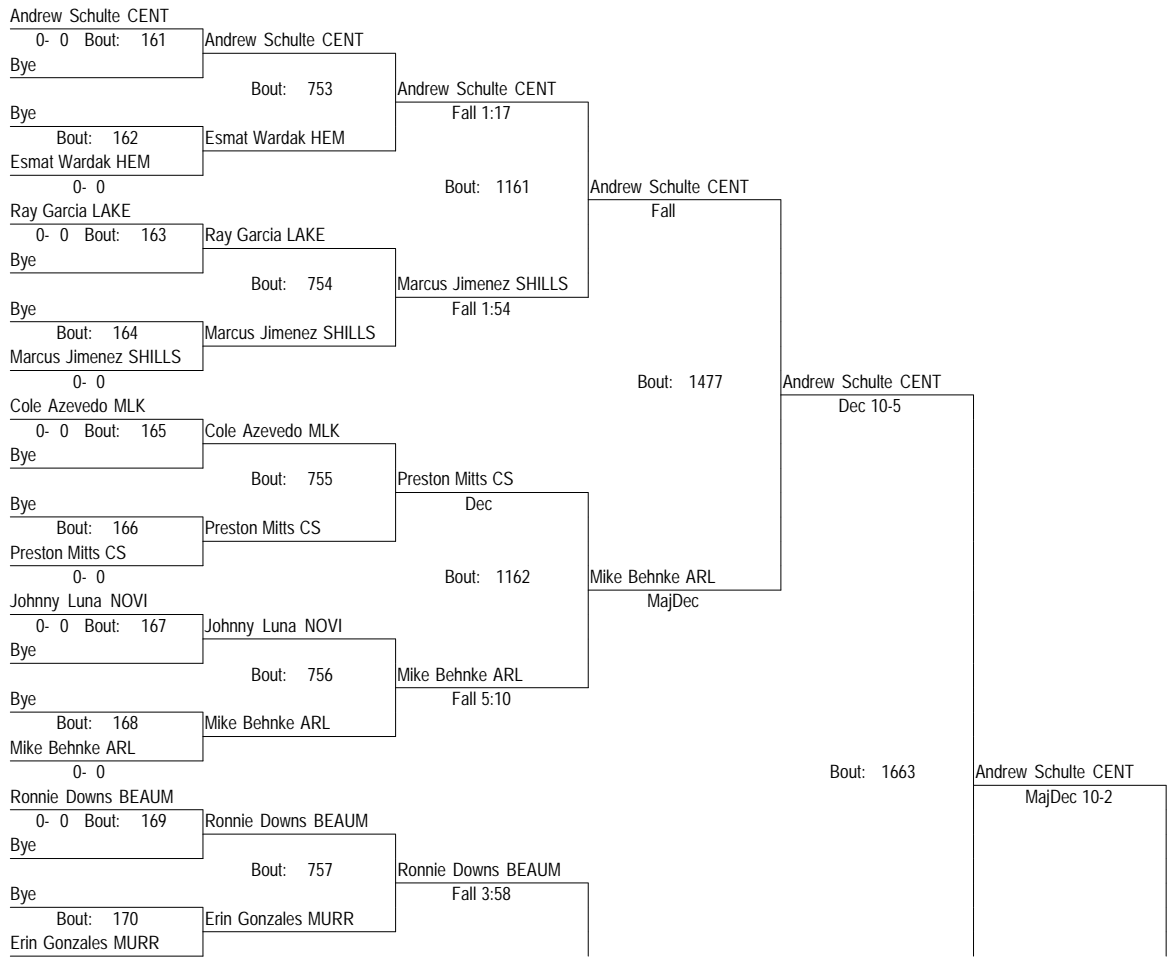 Andrew Schulte CENT
0- 0 Bout: 161 Andrew Schulte CENT
Bye
Bout: 753 Andrew Schulte CENT
Bye Fall 1:17
Bout: 162 Esmat Wardak HEM
Esmat Wardak HEM
0- 0 Bout: 1161 Andrew Schulte CENT
Ray Garcia LAKE Fall
0- 0 Bout: 163 Ray Garcia LAKE
Bye
Bout: 754 Marcus Jimenez SHILLS
Bye Fall 1:54
Bout: 164 Marcus Jimenez SHILLS
Marcus Jimenez SHILLS
0- 0 Bout: 1477 Andrew Schulte CENT
Cole Azevedo MLK Dec 10-5
0- 0 Bout: 165 Cole Azevedo MLK
Bye
Bout: 755 Preston Mitts CS
Bye Dec
Bout: 166 Preston Mitts CS
Preston Mitts CS
0- 0 Bout: 1162 Mike Behnke ARL
Johnny Luna NOVI MajDec
0- 0 Bout: 167 Johnny Luna NOVI
Bye
Bout: 756 Mike Behnke ARL
Bye Fall 5:10
Bout: 168 Mike Behnke ARL
Mike Behnke ARL
0- 0 Bout: 1663 Andrew Schulte CENT
Ronnie Downs BEAUM MajDec 10-2
0- 0 Bout: 169 Ronnie Downs BEAUM
Bye
Bout: 757 Ronnie Downs BEAUM
Bye Fall 3:58
Bout: 170 Erin Gonzales MURR
Erin Gonzales MURR